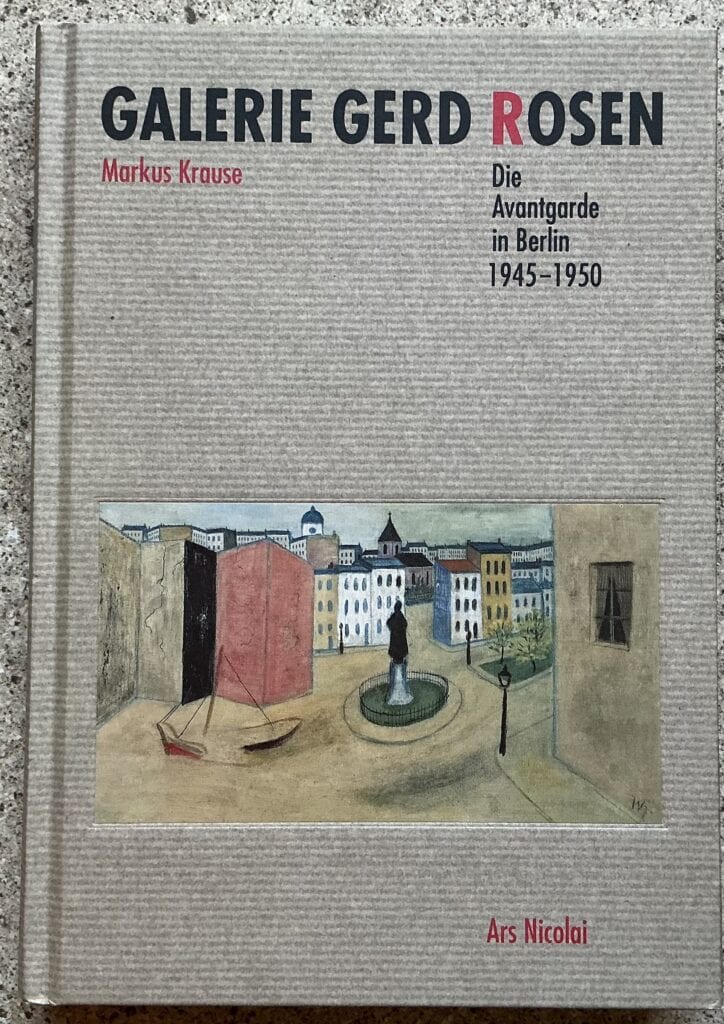 GALERIE GERD ROSEN
Markus Krause
Die
Avantgarde
in Berlin
1945–1950
Ars Nicolai